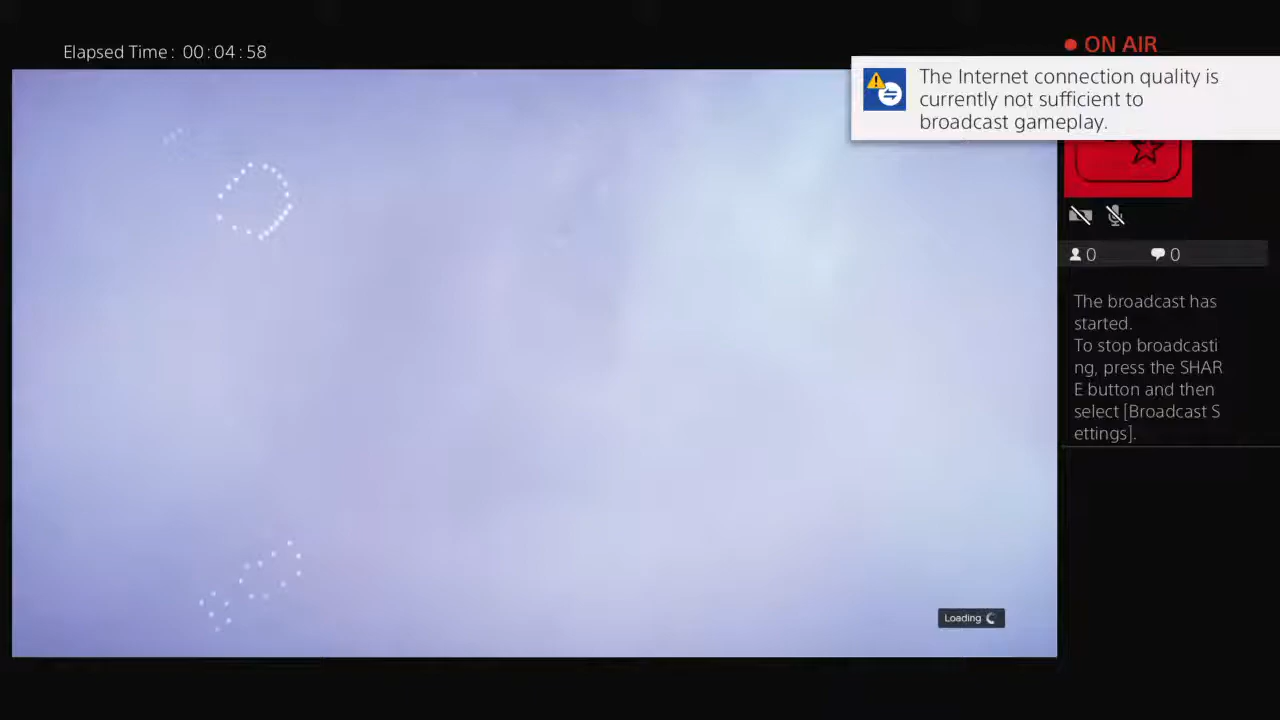 Elapsed Time: 00:04:58
ON AIR
The Internet connection quality is
currently not sufficient to
broadcast gameplay.
0
0
The broadcast has
started.
To stop broadcasti
ng, press the SHAR
E button and then
select [Broadcast S
ettings].
Loading